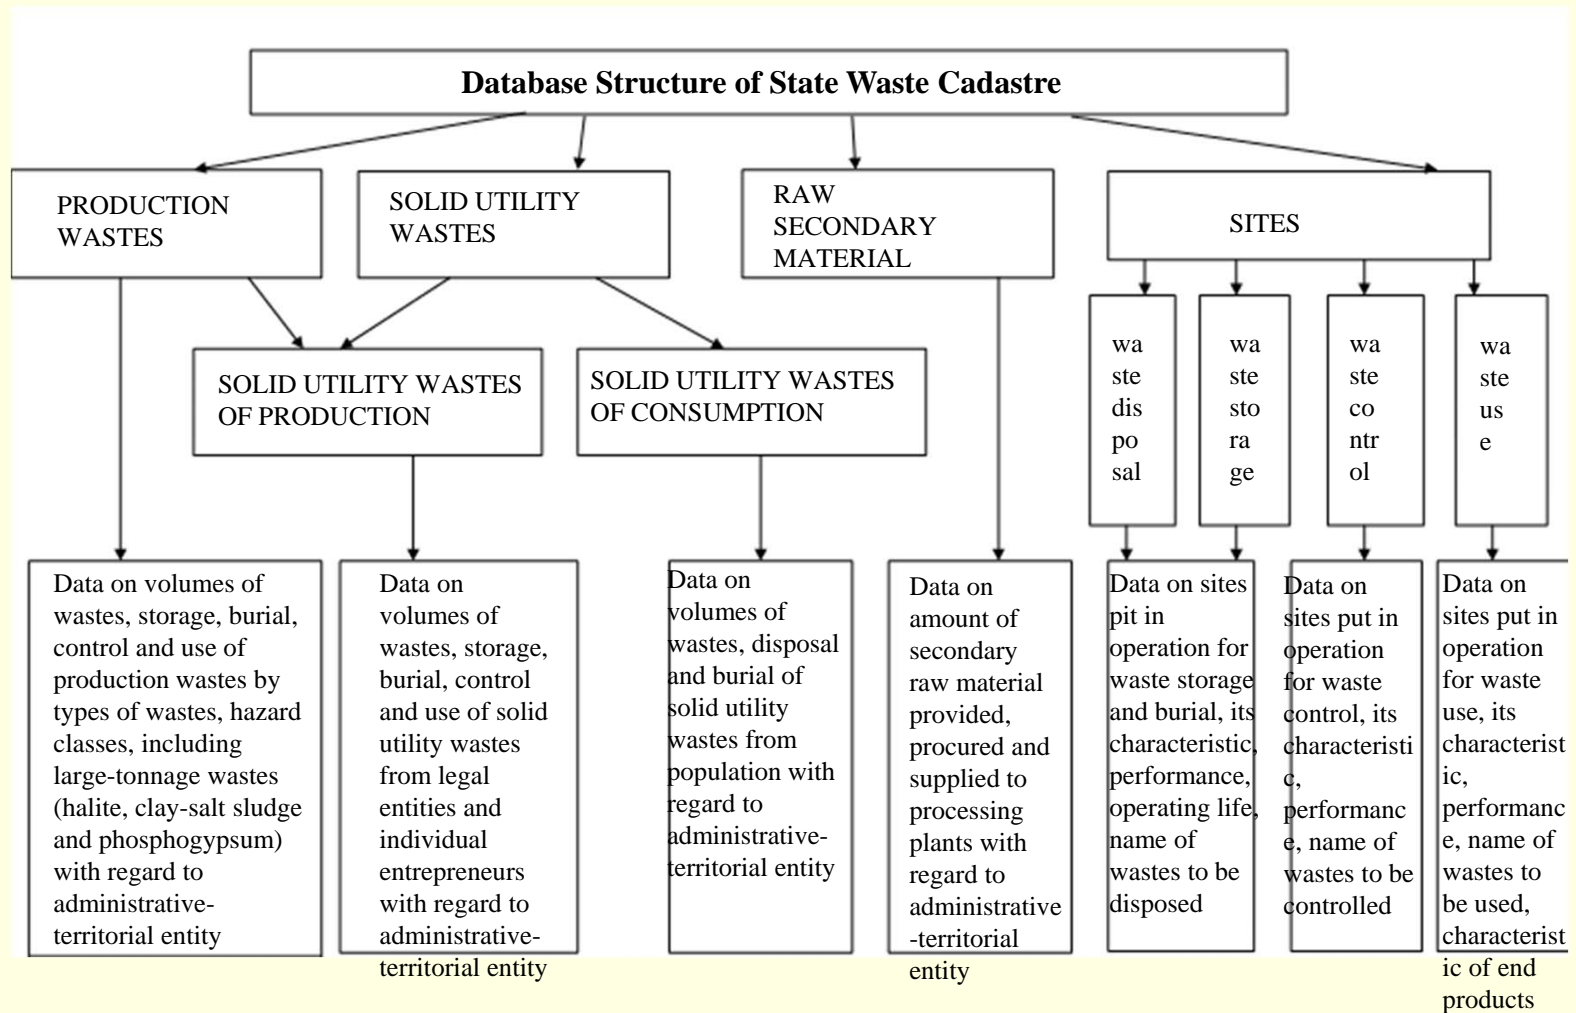 Database Structure of State Waste Cadastre
PRODUCTION
WASTES
SOLID UTILITY
WASTES
RAW
SECONDARY
MATERIAL
SITES
SOLID UTILITY WASTES
OF PRODUCTION
SOLID UTILITY WASTES
OF CONSUMPTION
wa
ste
dis
po
sal
wa
ste
sto
ra
ge
wa
ste
co
ntr
ol
wa
ste
us
e
Data on volumes of
wastes, storage, burial,
control and use of
production wastes by
types of wastes, hazard
classes, including
large-tonnage wastes
(halite, clay-salt sludge
and phosphogypsum)
with regard to
administrative-
territorial entity
Data on
volumes of
wastes, storage,
burial, control
and use of solid
utility wastes
from legal
entities and
individual
entrepreneurs
with regard to
administrative-
territorial entity
Data on
volumes of
wastes, disposal
and burial of
solid utility
wastes from
population with
regard to
administrative-
territorial entity
Data on
amount of
secondary
raw material
provided,
procured and
supplied to
processing
plants with
regard to
administrative
-territorial
entity
Data on sites
pit in
operation for
waste storage
and burial, its
characteristic,
performance,
operating life,
name of
wastes to be
disposed
Data on
sites put in
operation
for waste
control, its
characteristi
c,
performanc
e, name of
wastes to be
controlled
Data on
sites put in
operation
for waste
use, its
characterist
ic,
performanc
e, name of
wastes to
be used,
characterist
ic of end
products